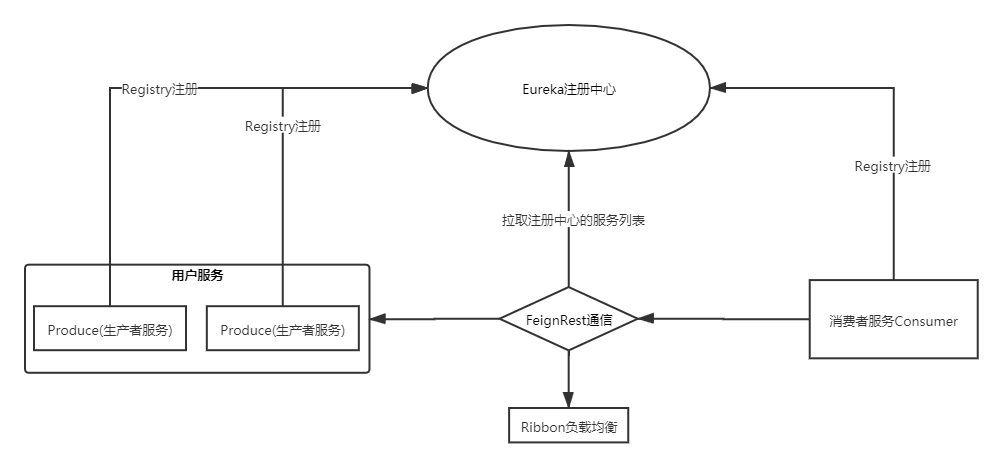 Eureka注册中心
Registry注册
Registry注册
Registry注册
拉取注册中心的服务列表
用户服务
Produce(生产者服务)
Produce(生产者服务)
FeignRest通信
消费者服务Consumer
Ribbon负载均衡